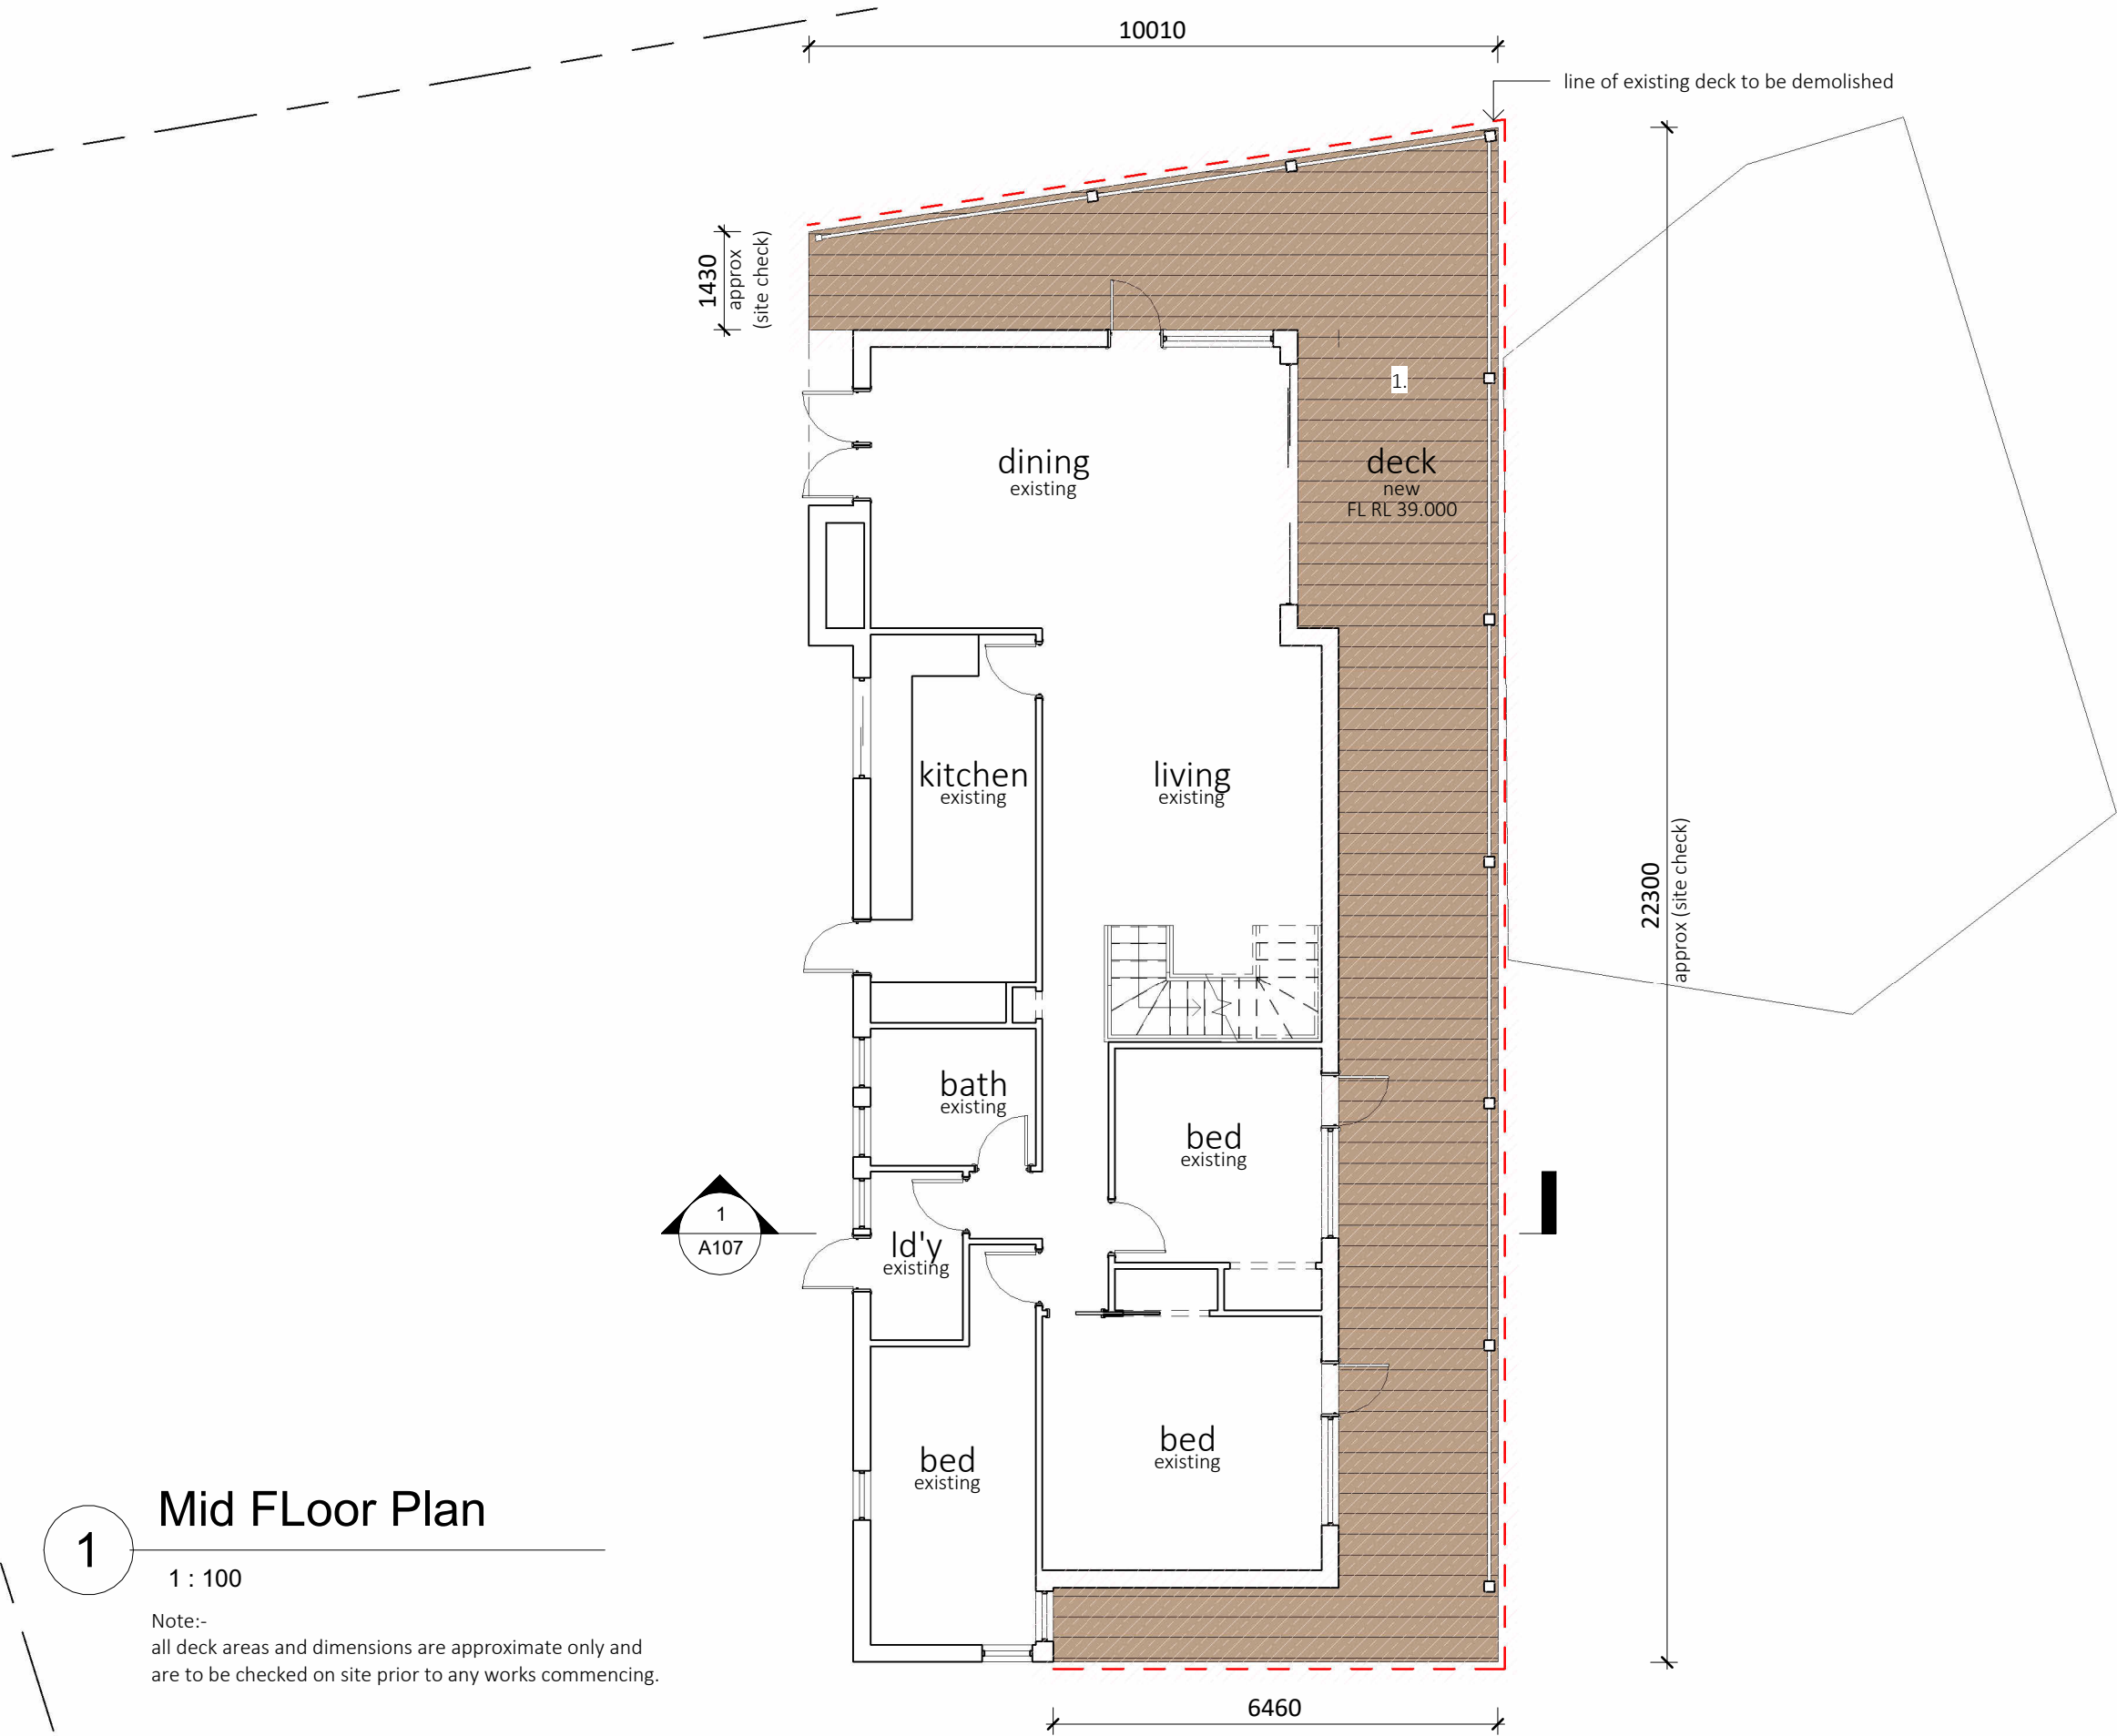 10010
line of existing deck to be demolished
1430
approx
(site check)
1.
dining
existing
deck
new
FL RL 39.000
kitchen
existing
living
existing
22300
approx (site check)
bath
existing
bed
existing
1
A107
ld'y
existing
bed
existing
bed
existing
1
Mid FLoor Plan
1 : 100
Note:-
all deck areas and dimensions are approximate only and
are to be checked on site prior to any works commencing.
6460